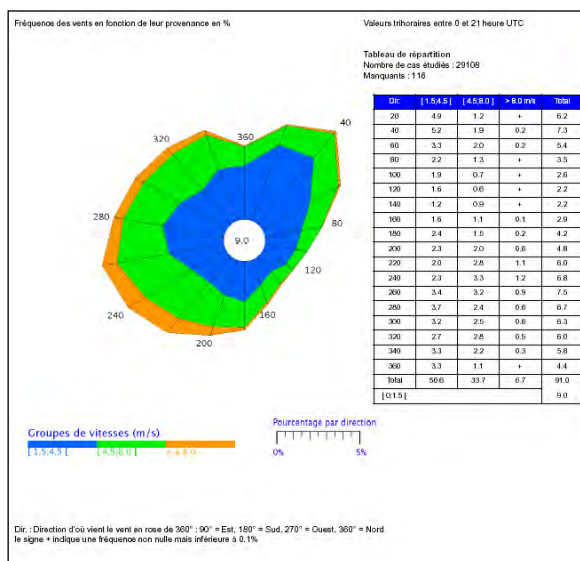 Fréquence des vents en fonction de leur provenance en %
Valeurs trihoraires entre 0 et 21 heure UTC
Tableau de répartition
Nombre de cas étudiés : 29108
Manquants : 116
Dir. [ 1.5;4.5 [ [ 4.5;8.0 [ > 8.0 m/s Total
20 4.9 1.2 + 6.2
40 5.2 1.9 0.2 7.3
60 3.3 2.0 0.2 5.4
80 2.2 1.3 + 3.5
100 1.9 0.7 + 2.6
120 1.6 0.6 + 2.2
140 1.2 0.9 + 2.2
160 1.6 1.1 0.1 2.9
180 2.4 1.5 0.2 4.2
200 2.3 2.0 0.6 4.8
220 2.0 2.8 1.1 6.0
240 2.3 3.3 1.2 6.8
260 3.4 3.2 0.9 7.5
280 3.7 2.4 0.6 6.7
300 3.2 2.5 0.6 6.3
320 2.7 2.8 0.5 6.0
340 3.3 2.2 0.3 5.8
360 3.3 1.1 + 4.4
Total 50.6 33.7 6.7 91.0
[ 0;1.5 [ 9.0
360
40
320
80
280
9.0
120
240
160
200
Groupes de vitesses (m/s)
[ 1.5;4.5 [ [ 4.5;8.0 [
Pourcentage par direction
0% 5%
Dir. : Direction d'où vient le vent en rose de 360° : 90° = Est, 180° = Sud, 270° = Ouest, 360° = Nord
le signe + indique une fréquence non nulle mais inférieure à 0.1%